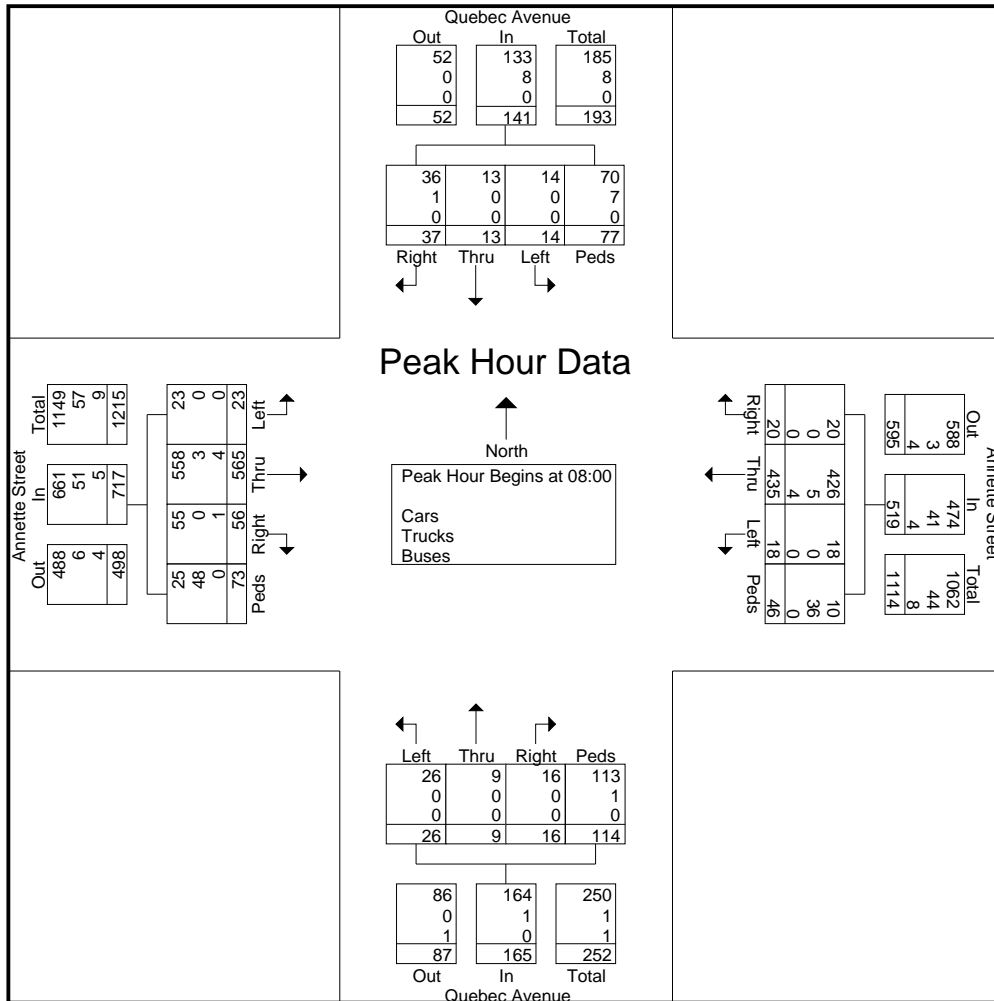 Quebec Avenue
Out In Total
52 133 185
0 8 8
0 0 0
52 141 193
36 13 14 70
1 0 0 7
0 0 0 0
37 13 14 77
Right Thru Left Peds
Peak Hour Data
North
Peak Hour Begins at 08:00
Cars
Trucks
Buses
Annette Street
Out In Total
488 661 1149
6 51 57
4 5 9
498 717 1215
Left
23 0 0 23
Thru
558 3 4 565
Right
55 0 1 56
Peds
25 48 0 73
Annette Street
Out In Total
588 474 1062
3 41 44
4 4 8
595 519 1114
Right Thru Left Peds
20 426 18 10
0 5 0 36
0 4 0 0
20 435 18 46
Left Thru Right Peds
26 9 16 113
0 0 0 1
0 0 0 0
26 9 16 114
86 164 250
0 1 1
1 0 1
87 165 252
Out In Total
Quebec Avenue